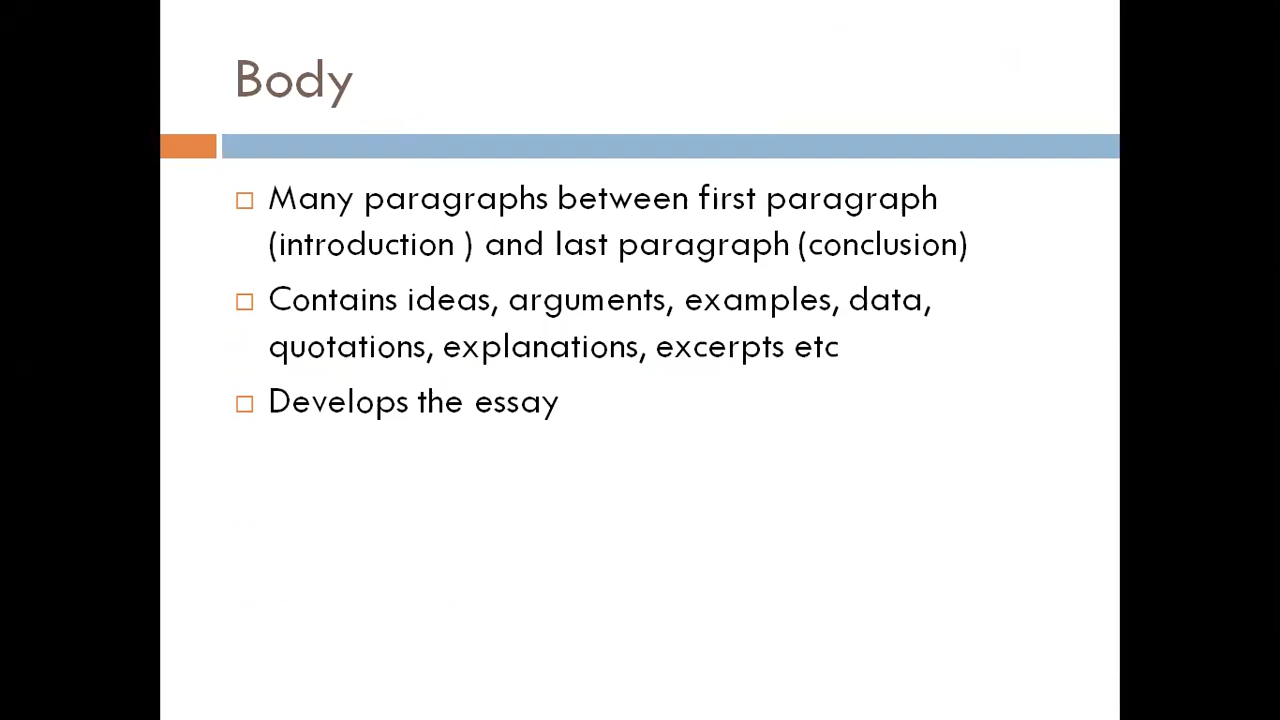 Body
Many paragraphs between first paragraph
(introduction ) and last paragraph (conclusion)
Contains ideas, arguments, examples, data,
quotations, explanations, excerpts etc
Develops the essay